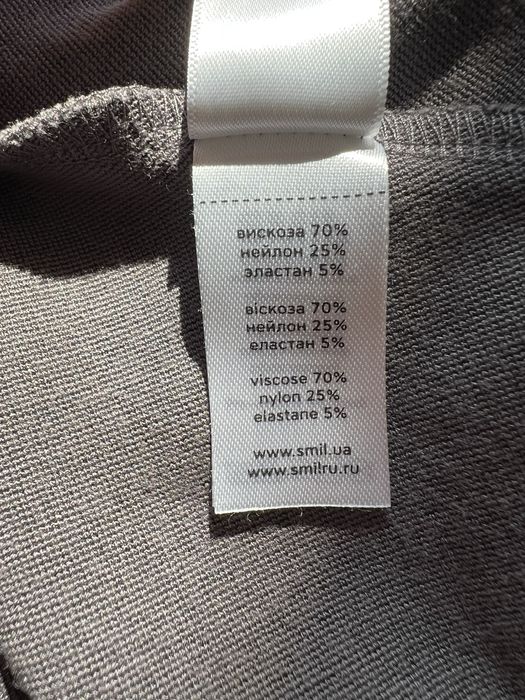 вискоза 70%
нейлон 25%
эластан 5%
віскоза 70%
нейлон 25%
еластан 5%
viscose 70%
nylon 25%
elastane 5%
www.smil.ua
www.smilru.ru